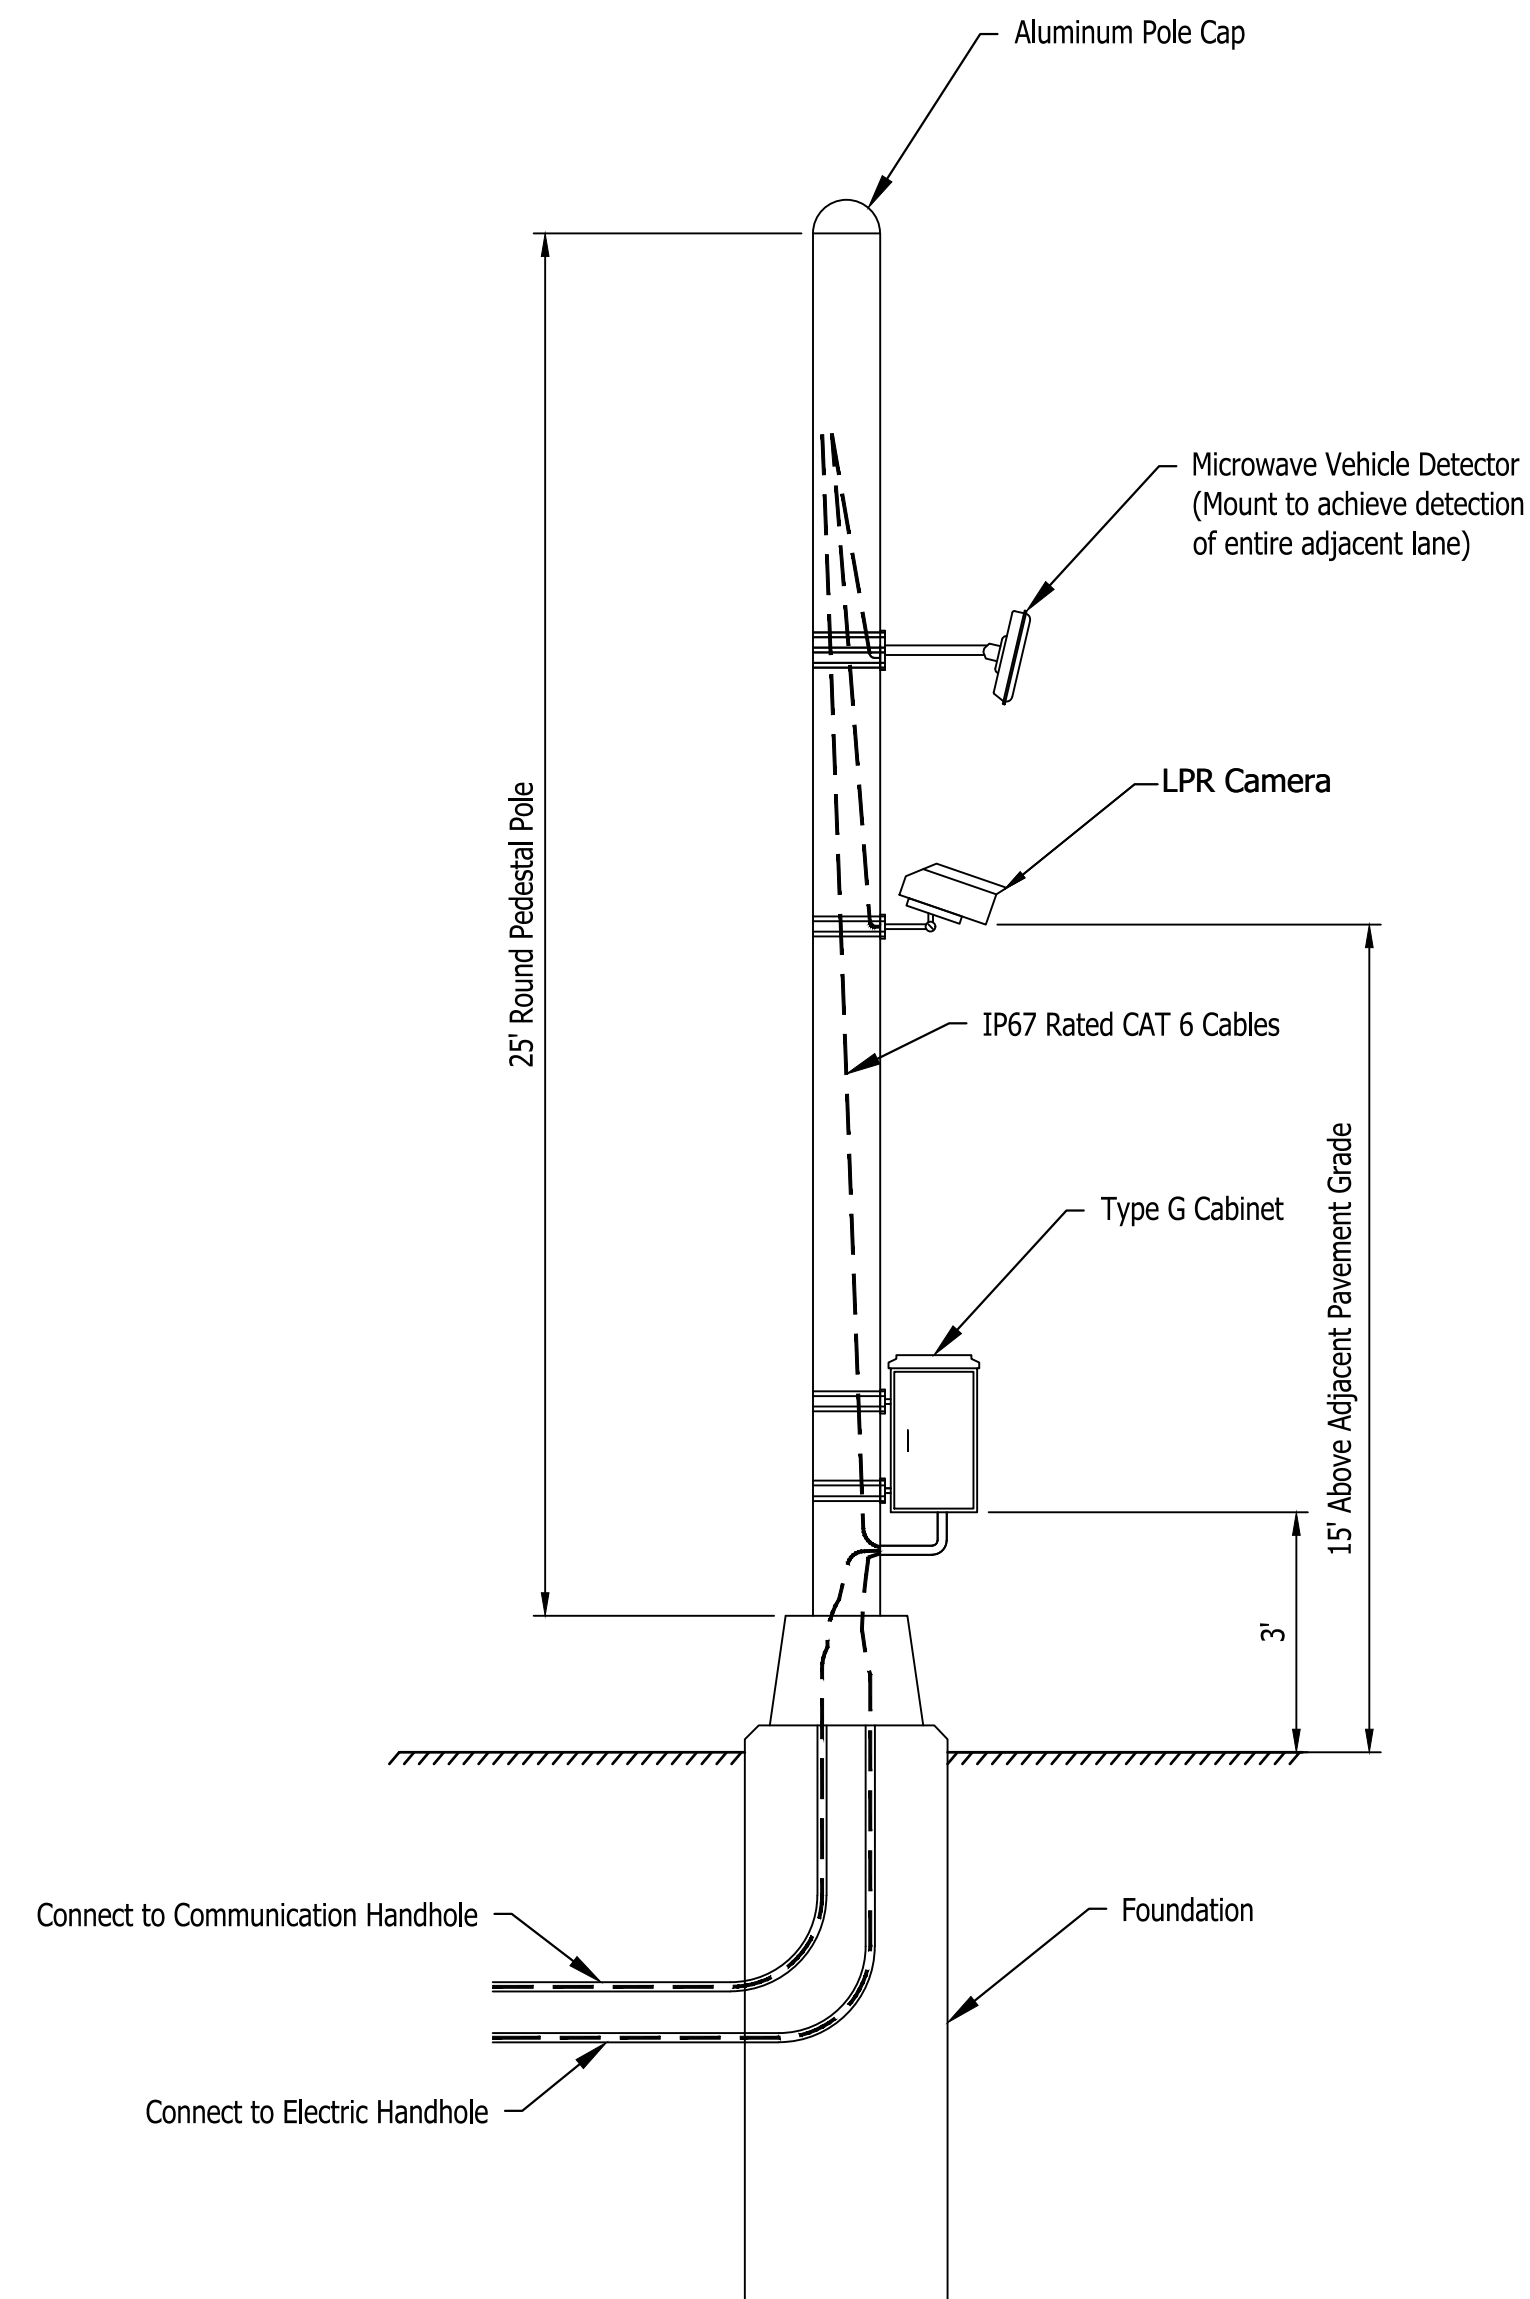 Aluminum Pole Cap
Microwave Vehicle Detector
(Mount to achieve detection
of entire adjacent lane)
LPR Camera
25' Round Pedestal Pole
IP67 Rated CAT 6 Cables
Type G Cabinet
15' Above Adjacent Pavement Grade
3'
Connect to Communication Handhole
Foundation
Connect to Electric Handhole